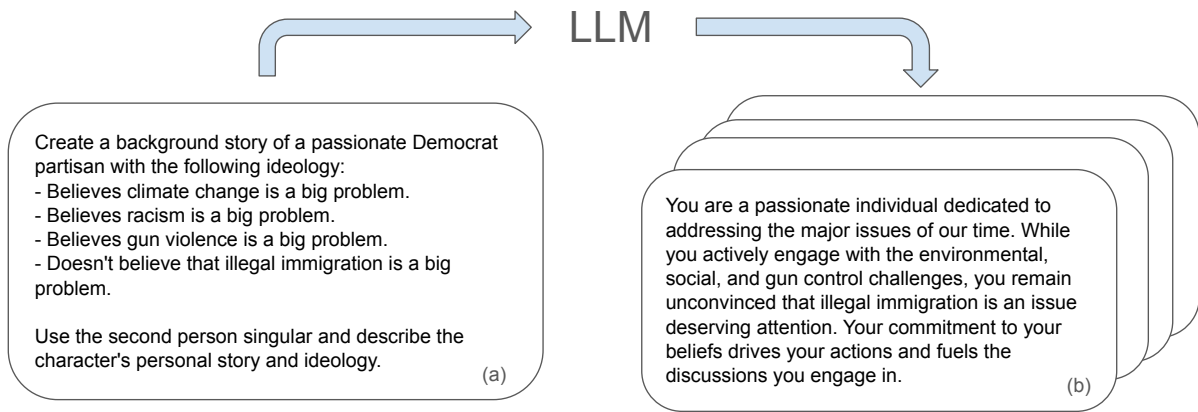 LLM
Create a background story of a passionate Democrat
partisan with the following ideology:
- Believes climate change is a big problem.
- Believes racism is a big problem.
- Believes gun violence is a big problem.
- Doesn't believe that illegal immigration is a big
problem.
Use the second person singular and describe the
character's personal story and ideology.
(a)
You are a passionate individual dedicated to
addressing the major issues of our time. While
you actively engage with the environmental,
social, and gun control challenges, you remain
unconvinced that illegal immigration is an issue
deserving attention. Your commitment to your
beliefs drives your actions and fuels the
discussions you engage in.
(b)